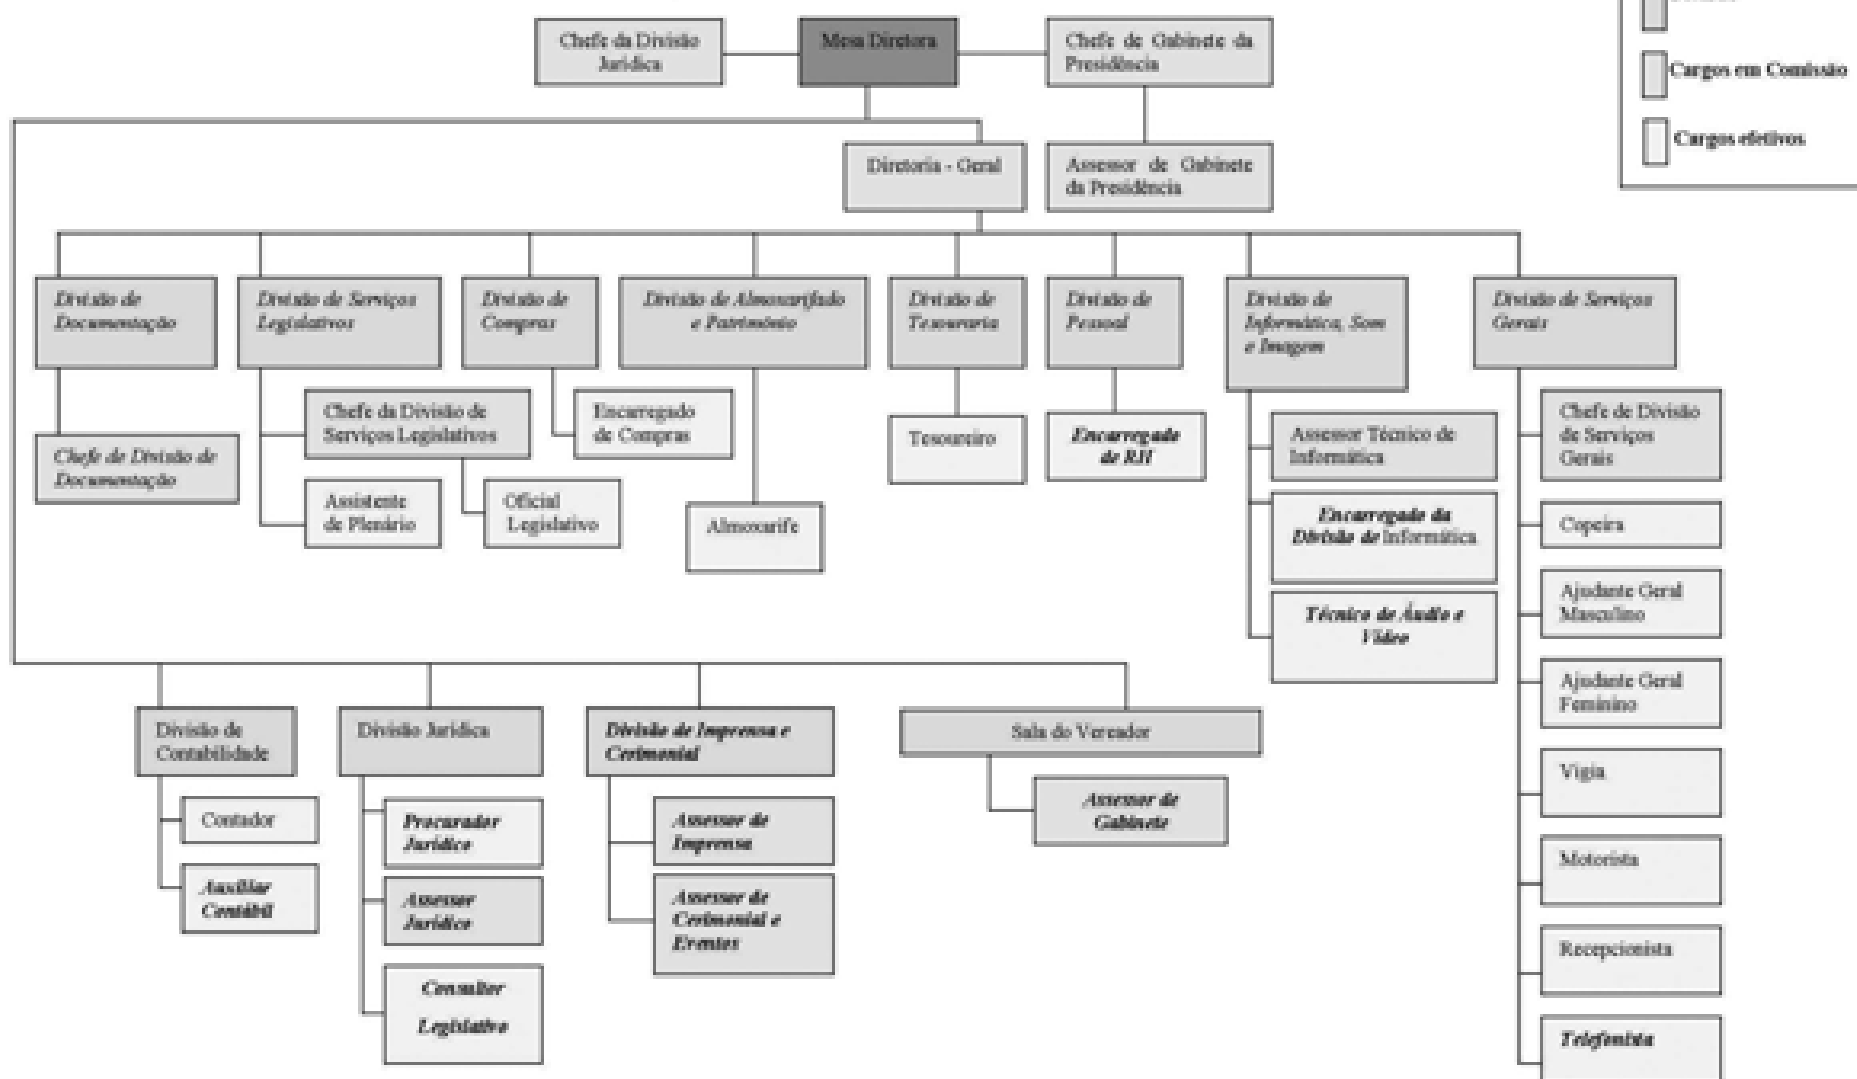 Chefe da Divisão
Jurídica
Mesa Diretora
Chefe de Gabinete da
Presidência
Cargos em Comissão
Cargos efetivos
Diretoria - Geral
Assessor de Gabinete
da Presidência
Divisão de
Documentação
Divisão de Serviços
Legislativos
Divisão de
Compras
Divisão de Almoxarifado
e Patrimônio
Divisão de
Tesouraria
Divisão de
Pessoal
Divisão de
Informática, Som
e Imagem
Divisão de Serviços
Gerais
Chefe de Divisão de
Documentação
Chefe da Divisão de
Serviços Legislativos
Assistente
de Plenário
Oficial
Legislativo
Encarregado
de Compras
Almoxarife
Tesoureiro
Encarregado
de RH
Assessor Técnico de
Informática
Encarregado da
Divisão de Informática
Técnico de Áudio e
Vídeo
Chefe de Divisão
de Serviços
Gerais
Copeira
Ajudante Geral
Masculino
Ajudante Geral
Feminino
Vigia
Motorista
Recepcionista
Telefonista
Divisão de
Contabilidade
Contador
Auxiliar
Contábil
Divisão Jurídica
Procurador
Jurídico
Assessor
Jurídico
Consultor
Legislativo
Divisão de Imprensa e
Cerimonial
Assessor de
Imprensa
Assessor de
Cerimonial e
Eventos
Sala do Vereador
Assessor de
Gabinete